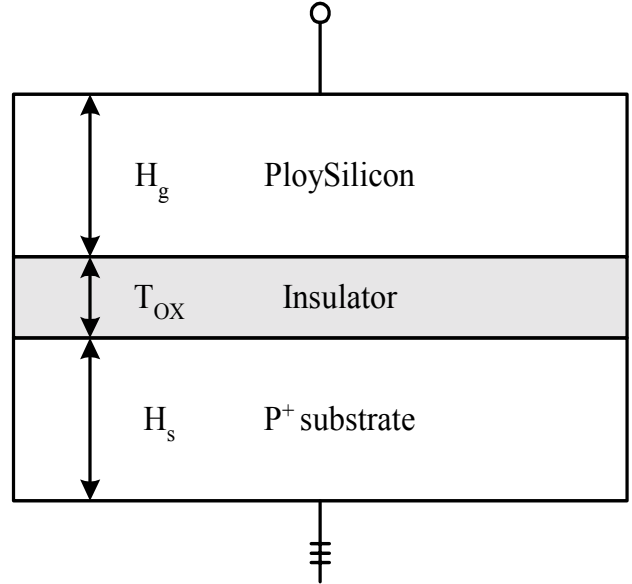 H_g PloySilicon
T_OX Insulator
H_s P^+ substrate